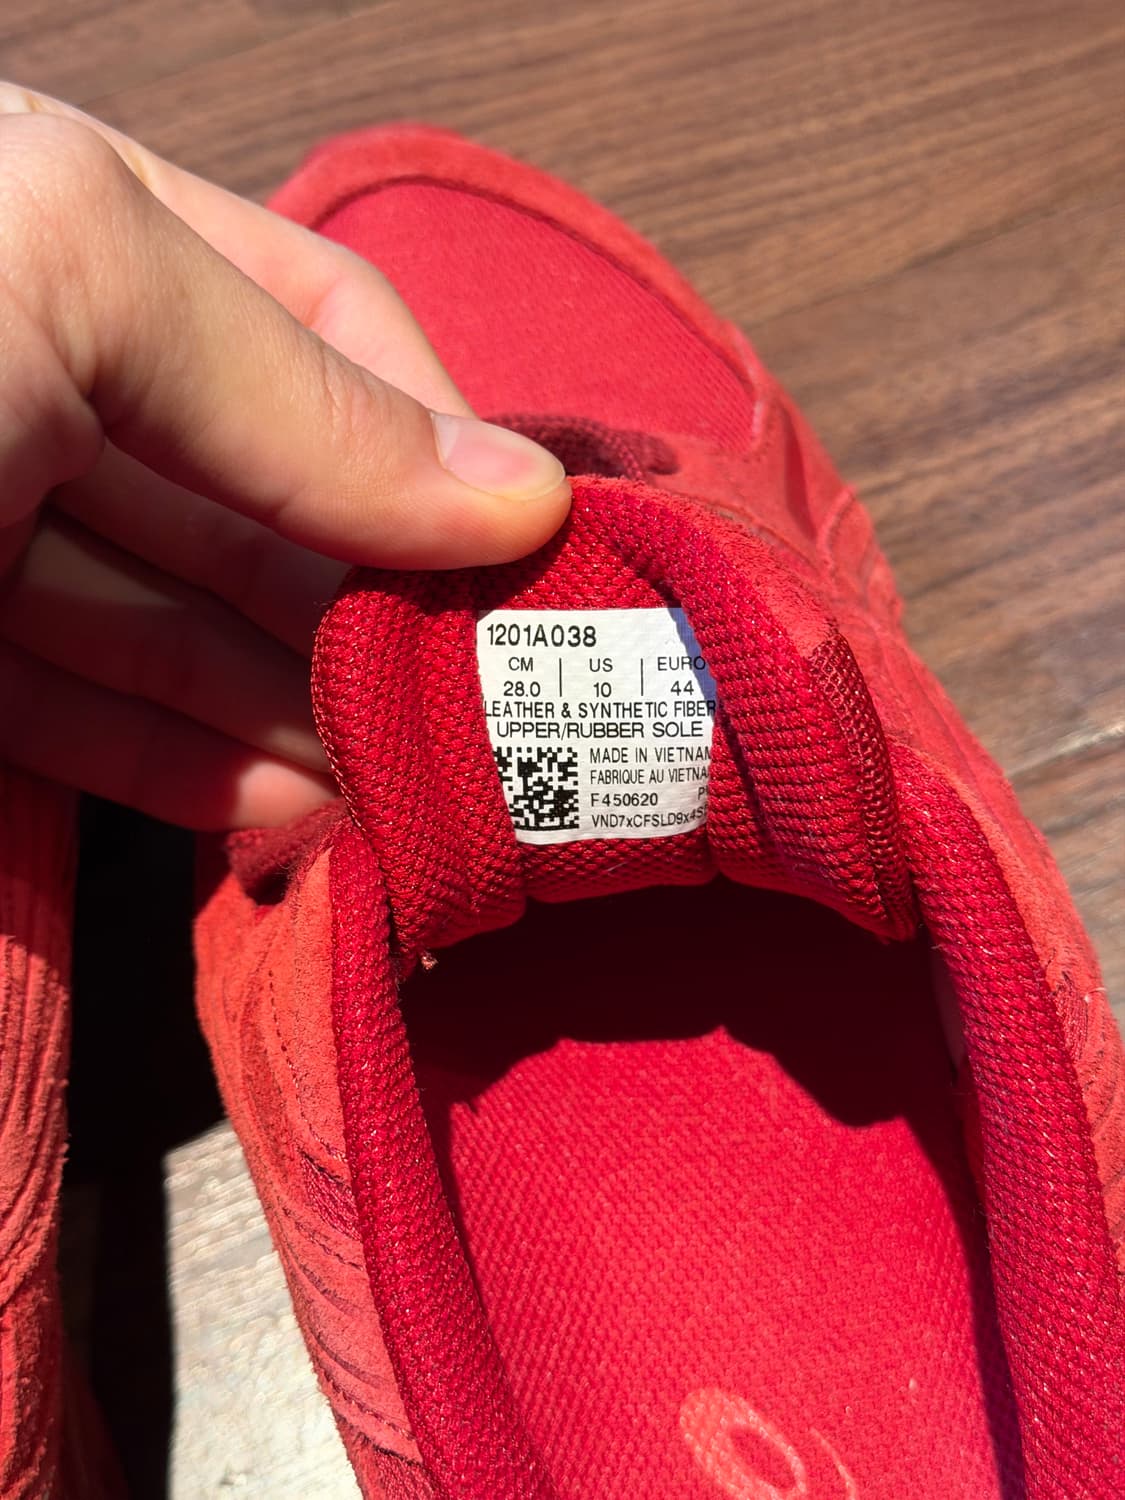 1201A038
CM | US | EURO
28.0 | 10 | 44
LEATHER & SYNTHETIC FIBER
UPPER/RUBBER SOLE
MADE IN VIETNAM
FABRIQUE AU VIETNA
F450620